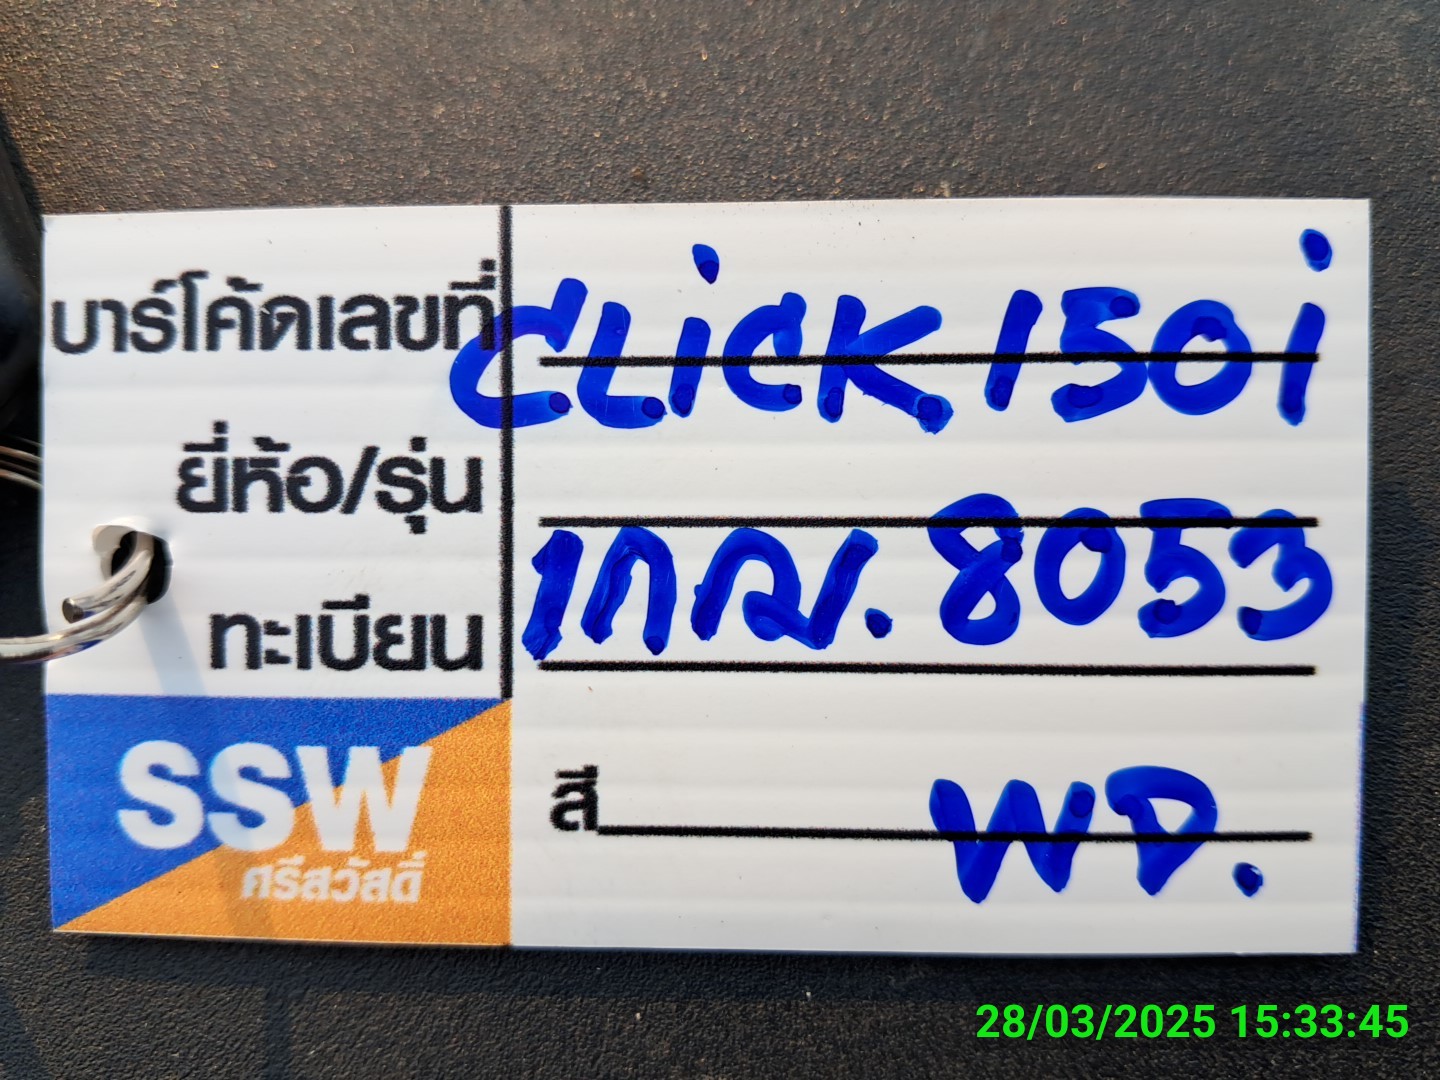 บาร์โค้ดเลขที่ CLiCK 150i
ยี่ห้อ/รุ่น
ทะเบียน 1กฌ. 8053
SSW
ศรีสวัสดิ์
สี WD.
28/03/2025 15:33:45